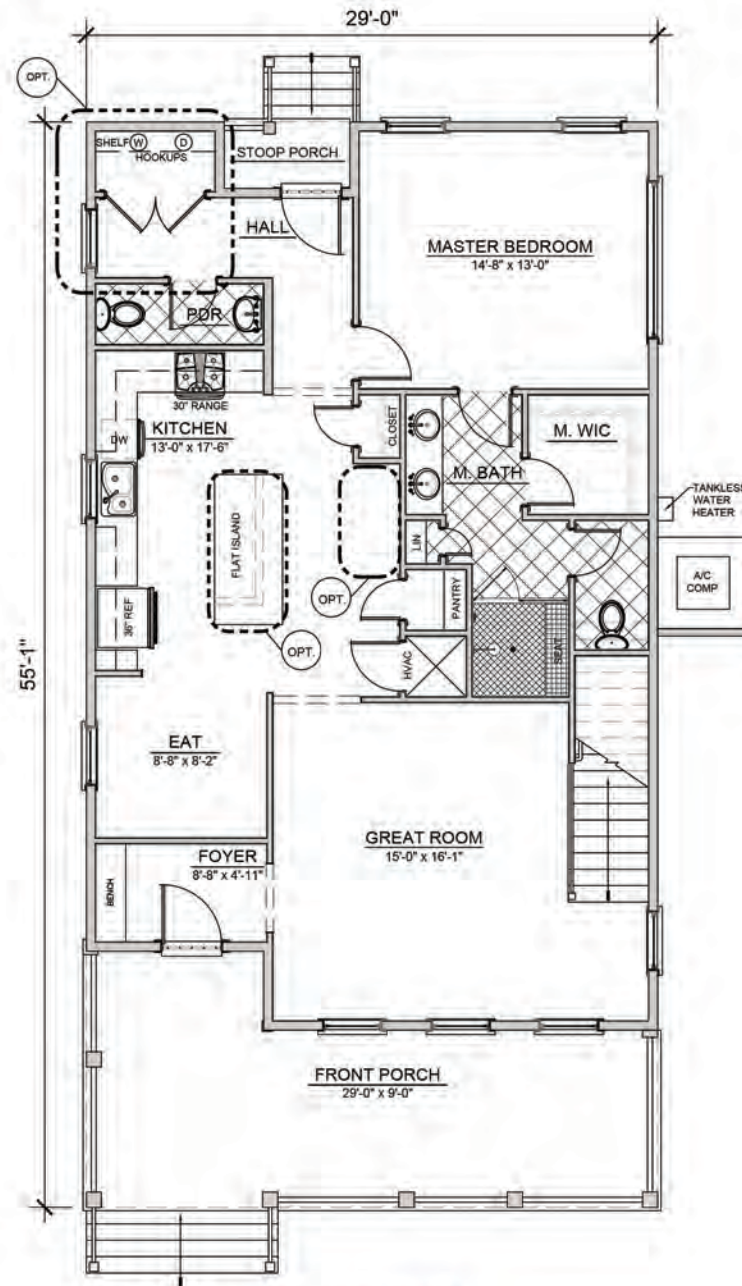 29'-0"
OPT.
SHELF W D
HOOKUPS
STOOP PORCH
HALL
MASTER BEDROOM
14'-8" x 13'-0"
PDR
30" RANGE
KITCHEN
13'-0" x 17'-6"
DW
CLOSET
M. WIC
M. BATH
TANKLESS
WATER
HEATER
FLAT ISLAND
LIN
A/C
COMP
OPT.
PANTRY
36" REF
OPT.
HVAC
SEAT
55'-1"
EAT
8'-8" x 8'-2"
GREAT ROOM
15'-0" x 16'-1"
FOYER
8'-8" x 4'-11"
BENCH
FRONT PORCH
29'-0" x 9'-0"